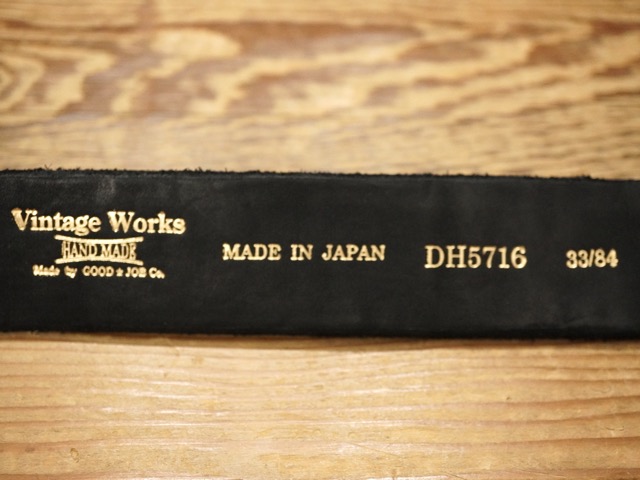 Vintage Works
HAND MADE
Made by GOOD★JOB Co.
MADE IN JAPAN
DH5716
33/84